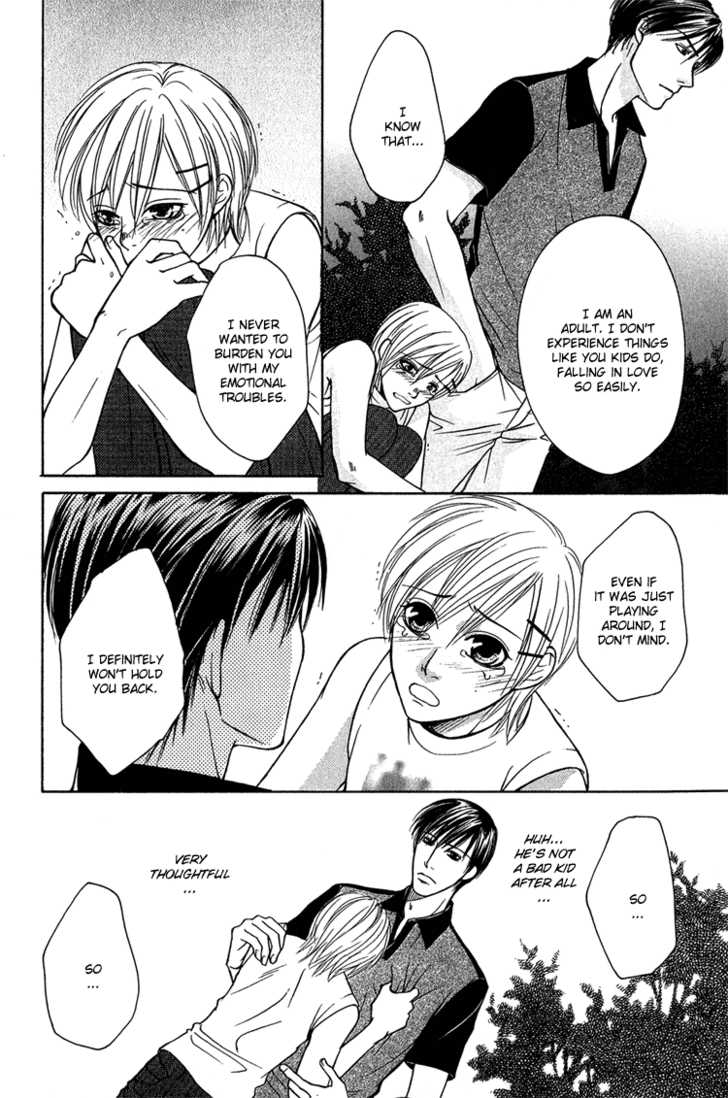 I
KNOW
THAT...
I AM AN
ADULT. I DON'T
EXPERIENCE THINGS
LIKE YOU KIDS DO,
FALLING IN LOVE
SO EASILY.
I NEVER
WANTED TO
BURDEN YOU
WITH MY
EMOTIONAL
TROUBLES.
EVEN IF
IT WAS JUST
PLAYING
AROUND, I
DON'T MIND.
I DEFINITELY
WON'T HOLD
YOU BACK.
SO
...
HUH...
HE'S NOT
A BAD KID
AFTER ALL
...
VERY
THOUGHTFUL
...
SO
...